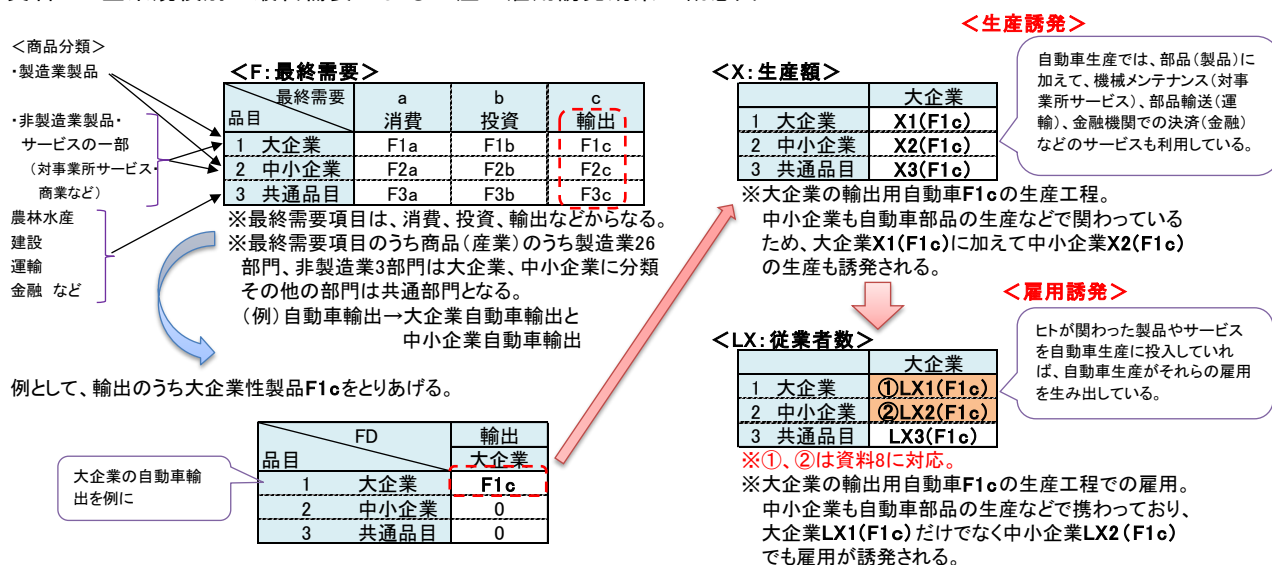 ＜生産誘発＞
＜商品分類＞
・製造業製品
・非製造業製品・
サービスの一部
（対事業所サービス・
商業など）
農林水産
建設
運輸
金融 など
＜F：最終需要＞
最終需要 a b c
品目 消費 投資 輸出
1 大企業 F1a F1b F1c
2 中小企業 F2a F2b F2c
3 共通品目 F3a F3b F3c
※最終需要項目は、消費、投資、輸出などからなる。
※最終需要項目のうち商品（産業）のうち製造業26
部門、非製造業3部門は大企業、中小企業に分類
その他の部門は共通部門となる。
（例）自動車輸出→大企業自動車輸出と
中小企業自動車輸出
例として、輸出のうち大企業性製品F1cをとりあげる。
FD 輸出
品目 大企業
1 大企業 F1c
2 中小企業 0
3 共通品目 0
大企業の自動車輸
出を例に
＜X：生産額＞
大企業
1 大企業 X1(F1c)
2 中小企業 X2(F1c)
3 共通品目 X3(F1c)
※大企業の輸出用自動車F1cの生産工程。
中小企業も自動車部品の生産などで関わっている
ため、大企業X1(F1c)に加えて中小企業X2(F1c)
の生産も誘発される。
自動車生産では、部品（製品）に
加えて、機械メンテナンス（対事
業所サービス）、部品輸送（運
輸）、金融機関での決済（金融）
などのサービスも利用している。
＜雇用誘発＞
＜LX：従業者数＞
大企業
1 大企業 ①LX1(F1c)
2 中小企業 ②LX2(F1c)
3 共通品目 LX3(F1c)
※①、②は資料8に対応。
※大企業の輸出用自動車F1cの生産工程での雇用。
中小企業も自動車部品の生産などで携わっており、
大企業LX1(F1c)だけでなく中小企業LX2(F1c)
でも雇用が誘発される。
ヒトが関わった製品やサービス
を自動車生産に投入していれ
ば、自動車生産がそれらの雇用
を生み出している。